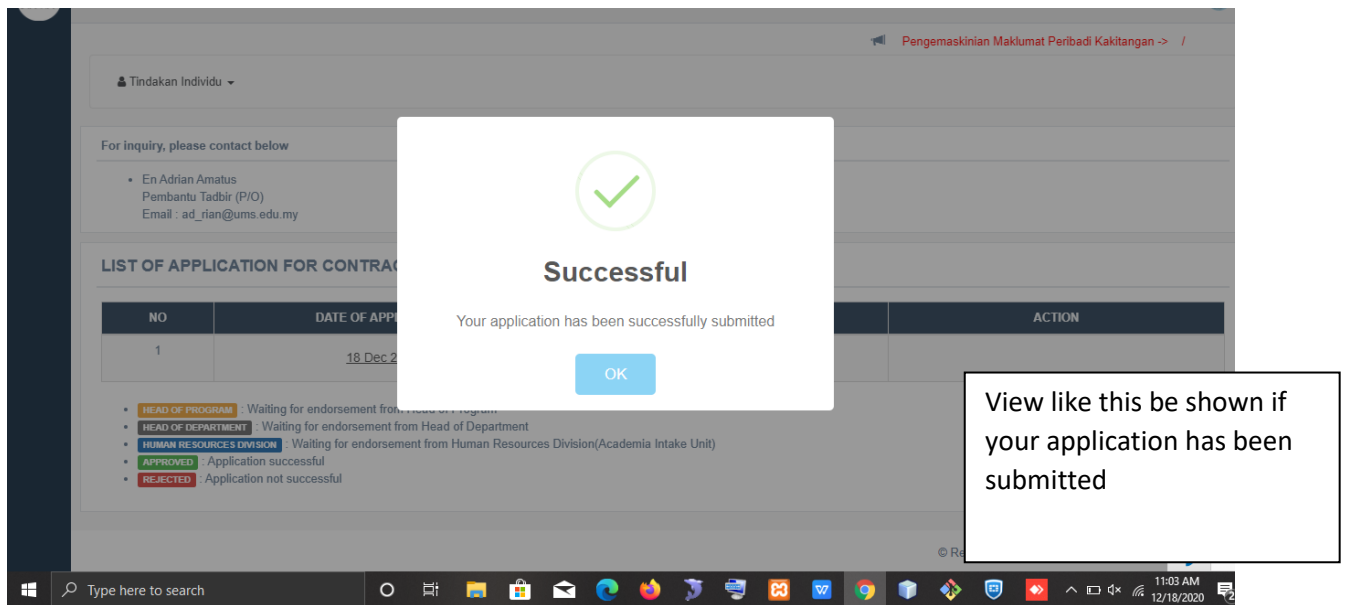 Pengemaskinian Maklumat Peribadi Kakitangan -> /
Tindakan Individu
For inquiry, please contact below
En Adrian Amatus
Pembantu Tadbir (P/O)
Email : ad_rian@ums.edu.my
LIST OF APPLICATION FOR
Successful
Your application has been successfully submitted
OK
NO
DATE OF
ACTION
1
18 Dec
HEAD OF PROGRAM : Waiting for endorsement from Head of Program
HEAD OF DEPARTMENT : Waiting for endorsement from Head of Department
HUMAN RESOURCES DIVISION : Waiting for endorsement from Human Resources Division(Academia Intake Unit)
APPROVED : Application successful
REJECTED : Application not successful
View like this be shown if
your application has been
submitted
©
Type here to search
11:03 AM
12/18/2020